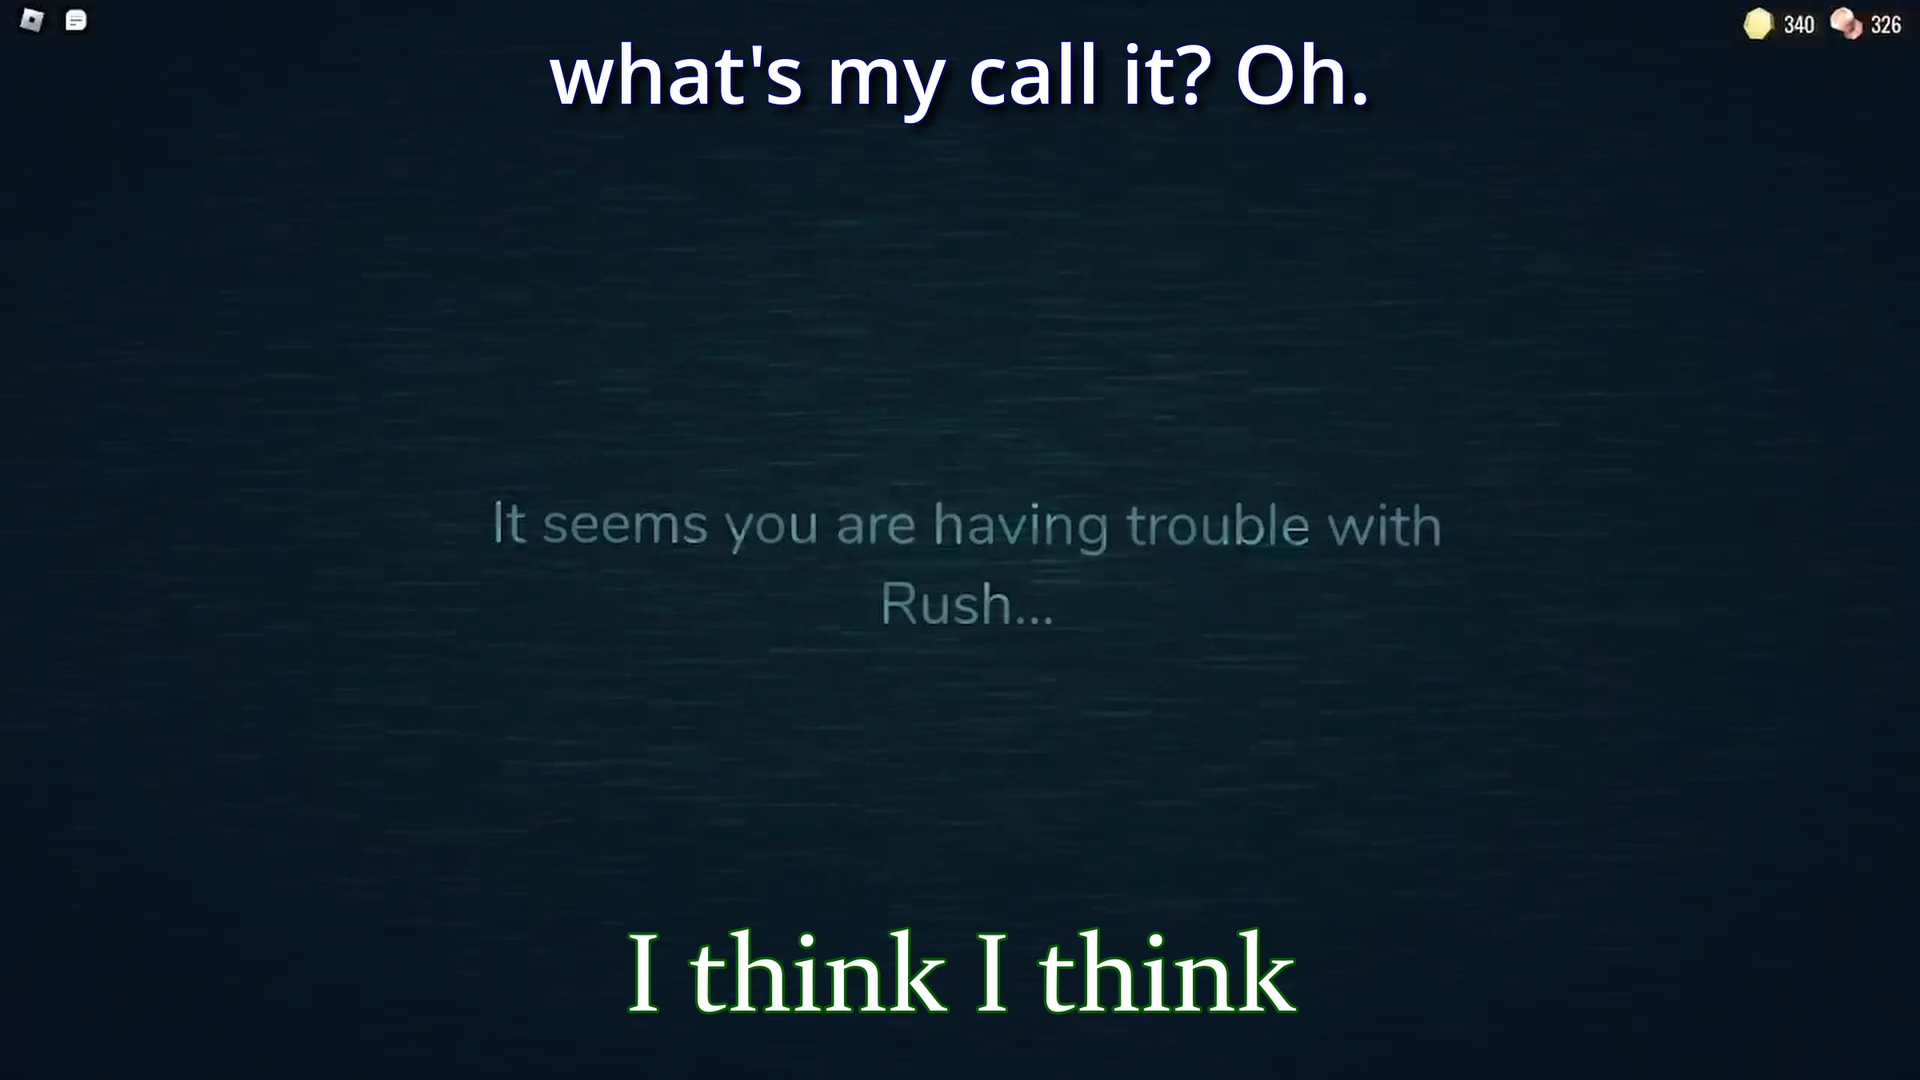 340 326
what's my call it? Oh.
It seems you are having trouble with
Rush...
I think I think